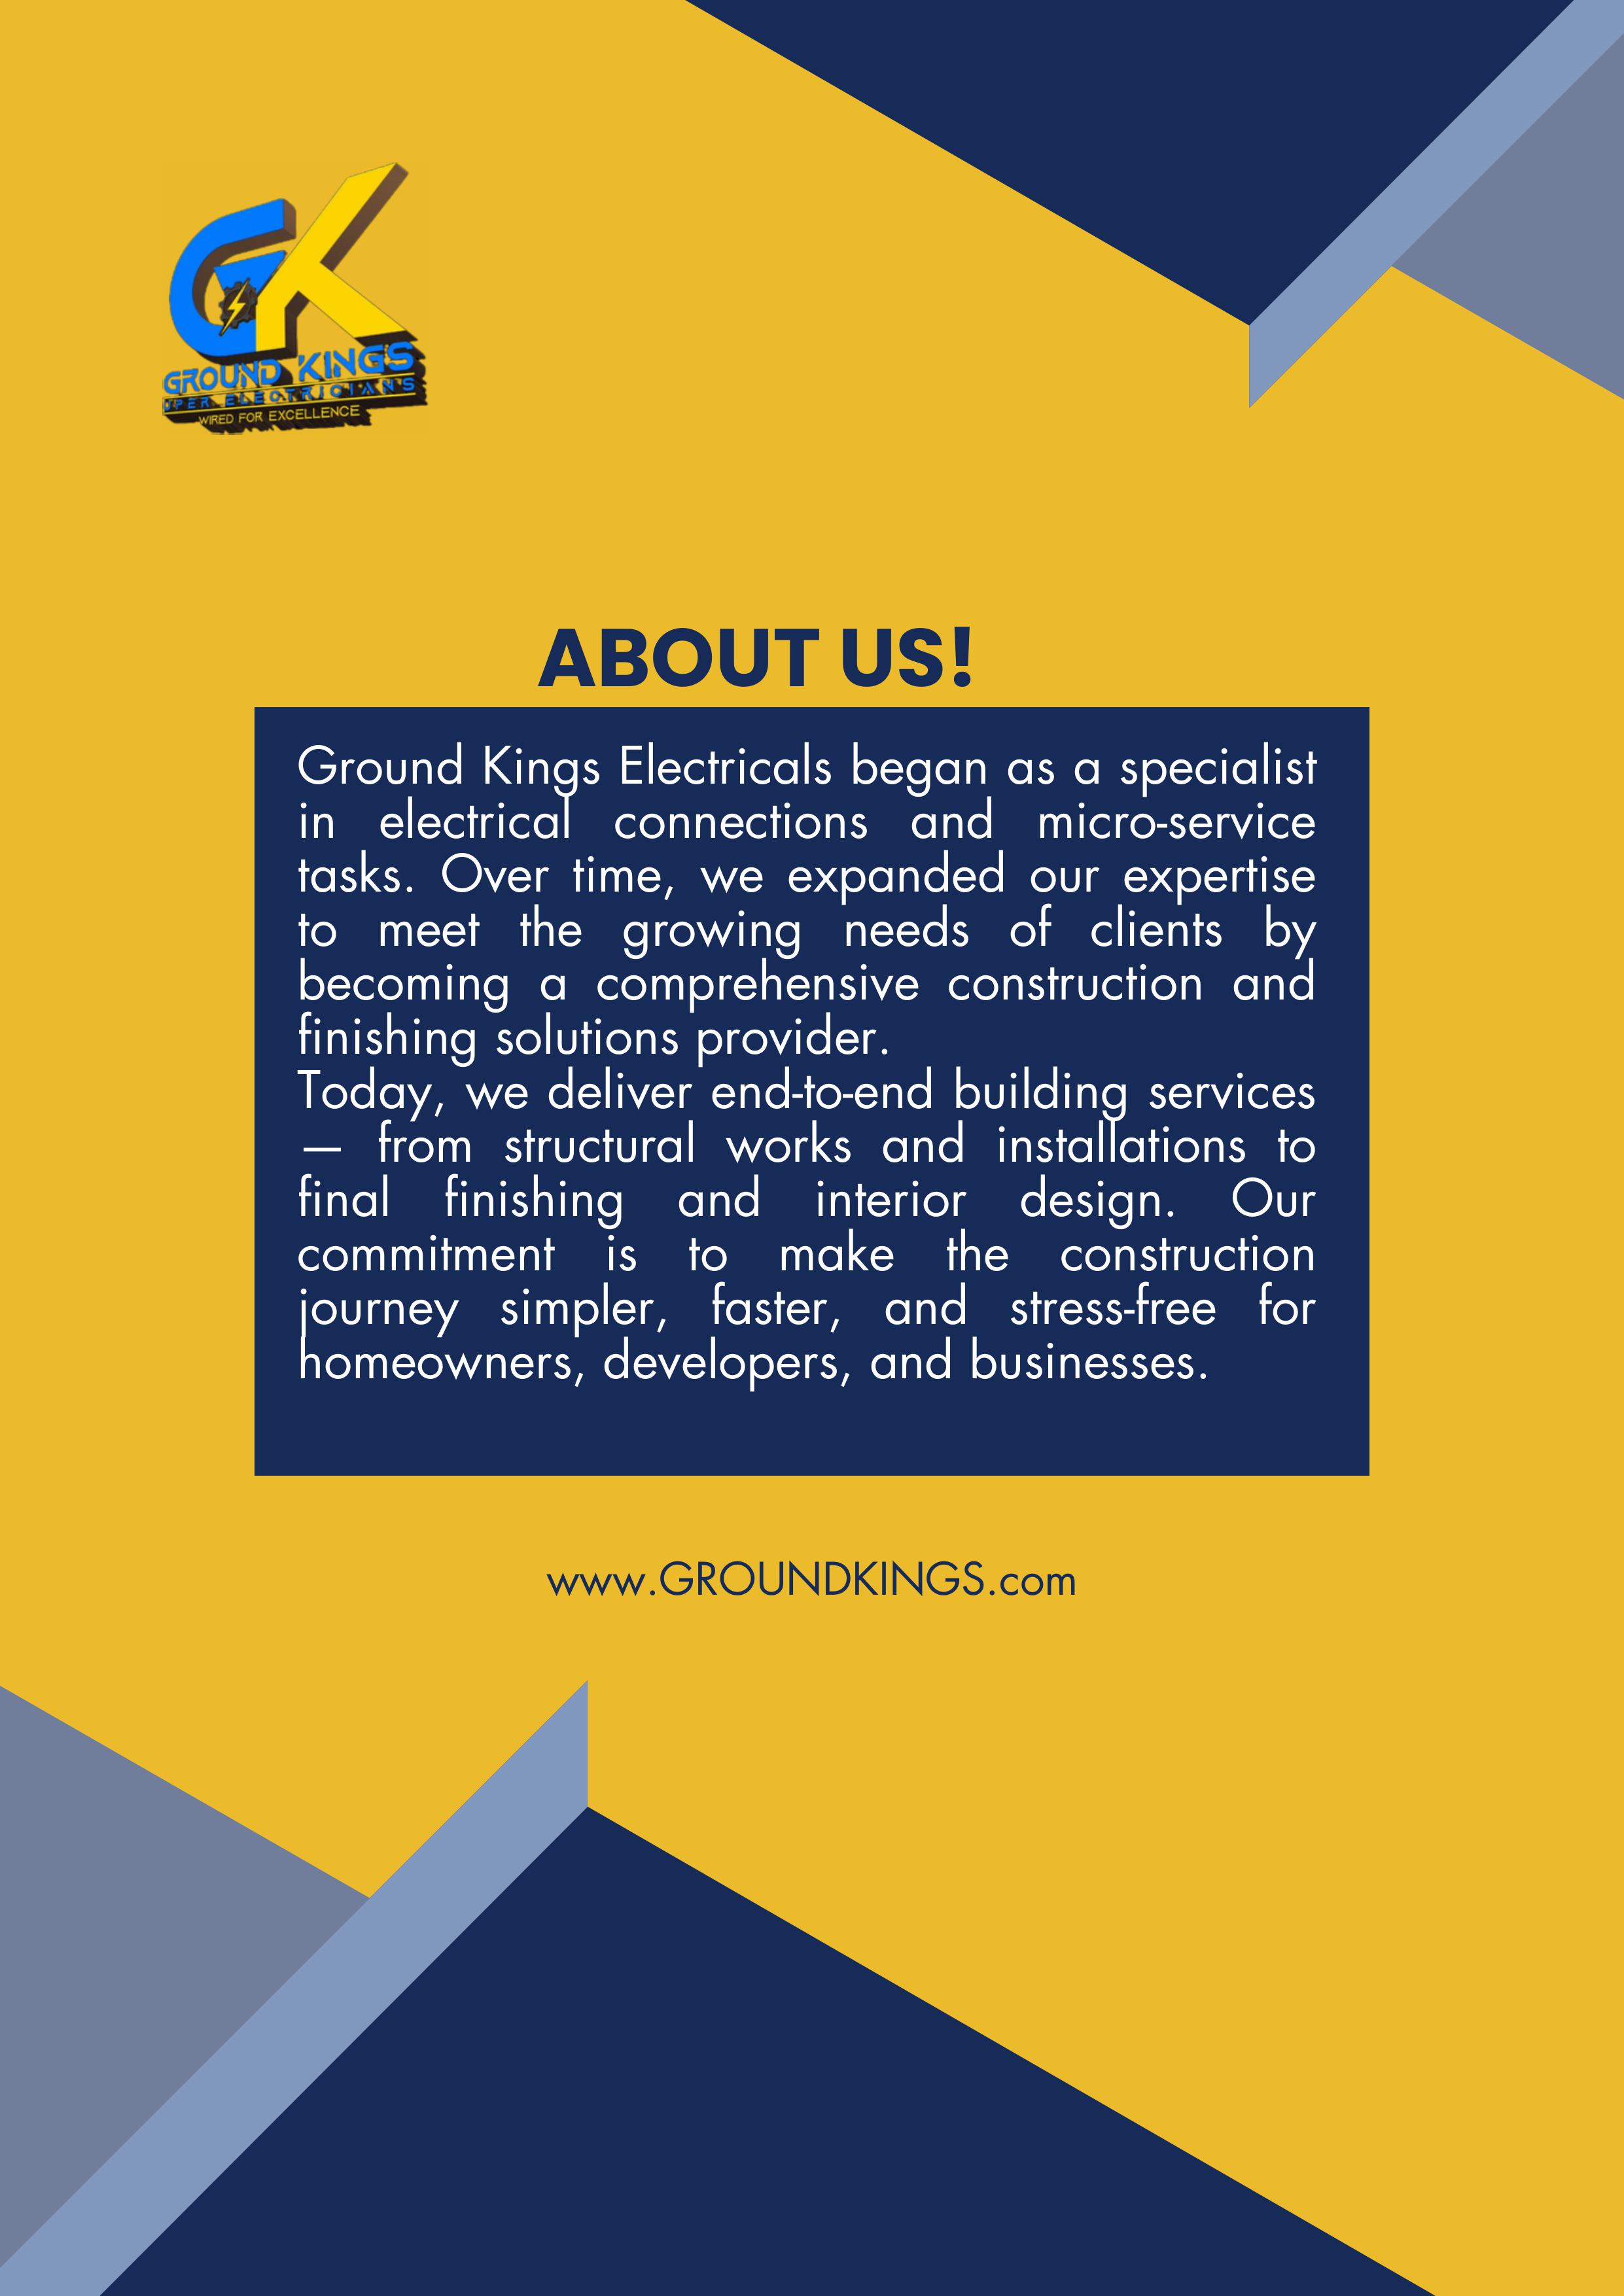 GK
GROUND KINGS
UPER ELECTRICIANS
WIRED FOR EXCELLENCE
ABOUT US!
Ground Kings Electricals began as a specialist
in electrical connections and micro-service
tasks. Over time, we expanded our expertise
to meet the growing needs of clients by
becoming a comprehensive construction and
finishing solutions provider.
Today, we deliver end-to-end building services
— from structural works and installations to
final finishing and interior design. Our
commitment is to make the construction
journey simpler, faster, and stress-free for
homeowners, developers, and businesses.
www.GROUNDKINGS.com